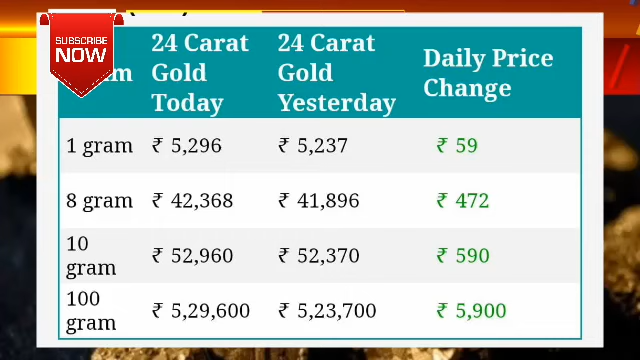 SUBSCRIBE
NOW
24 Carat
Gold
Today
24 Carat
Gold
Yesterday
Daily Price
Change
1 gram ₹ 5,296 ₹ 5,237 ₹ 59
8 gram ₹ 42,368 ₹ 41,896 ₹ 472
10
gram ₹ 52,960 ₹ 52,370 ₹ 590
100
gram ₹ 5,29,600 ₹ 5,23,700 ₹ 5,900